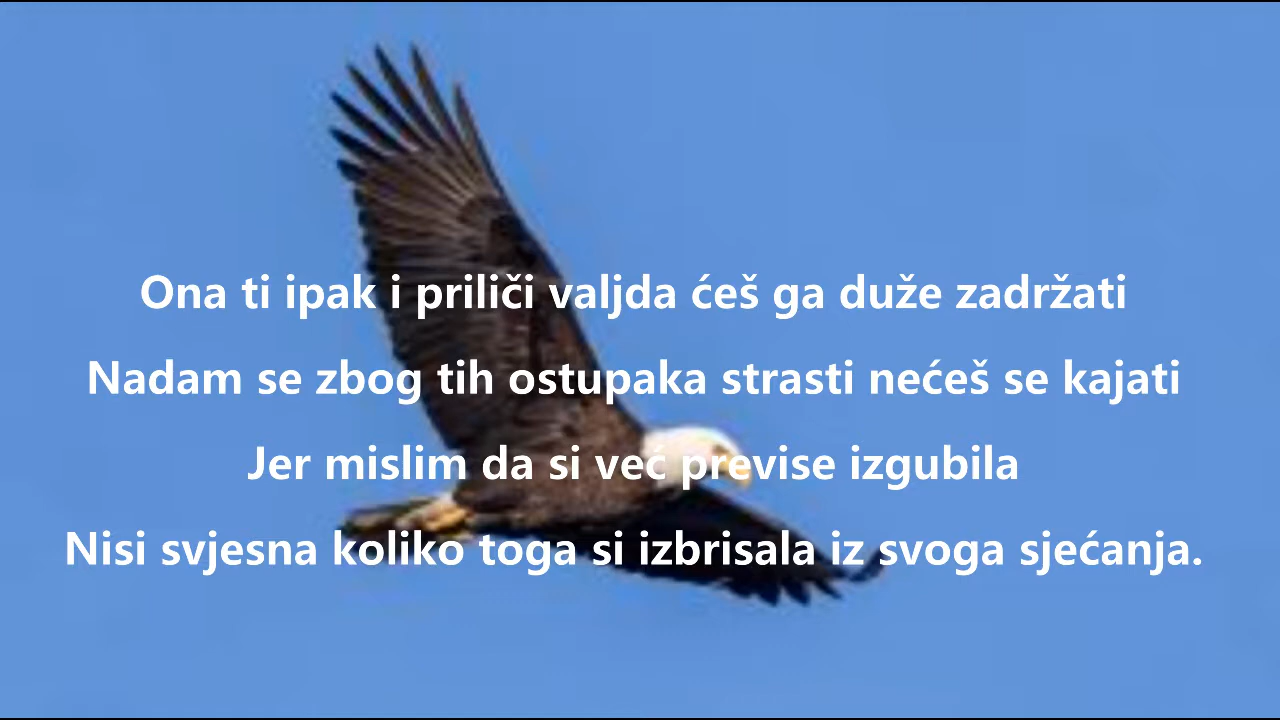 Ona ti ipak i priliči valjda ćeš ga duže zadržati
Nadam se zbog tih ostupaka strasti nećeš se kajati
Jer mislim da si već previse izgubila
Nisi svjesna koliko toga si izbrisala iz svoga sjećanja.